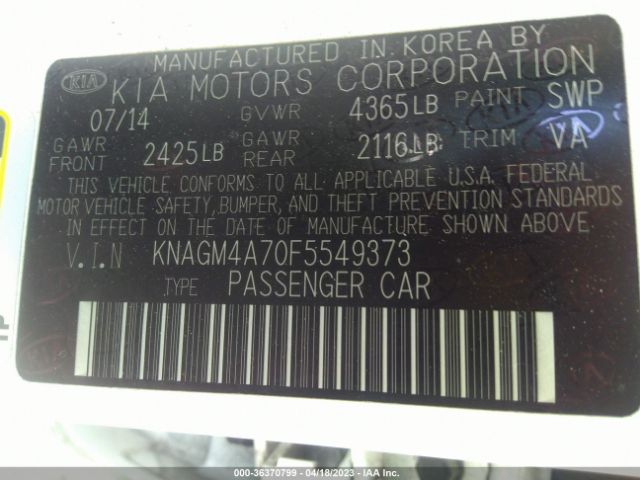 MANUFACTURED IN KOREA BY
KIA KIA MOTORS CORPORATION
07/14 GVWR 4365LB PAINT SWP
GAWR FRONT 2425LB GAWR REAR 2116LB TRIM VA
THIS VEHICLE CONFORMS TO ALL APPLICABLE U.S.A. FEDERAL
MOTOR VEHICLE SAFETY, BUMPER, AND THEFT PREVENTION STANDARDS
IN EFFECT ON THE DATE OF MANUFACTURE SHOWN ABOVE.
V.I.N KNAGM4A70F5549373
TYPE PASSENGER CAR
000-36370799 - 04/18/2023 - IAA Inc.